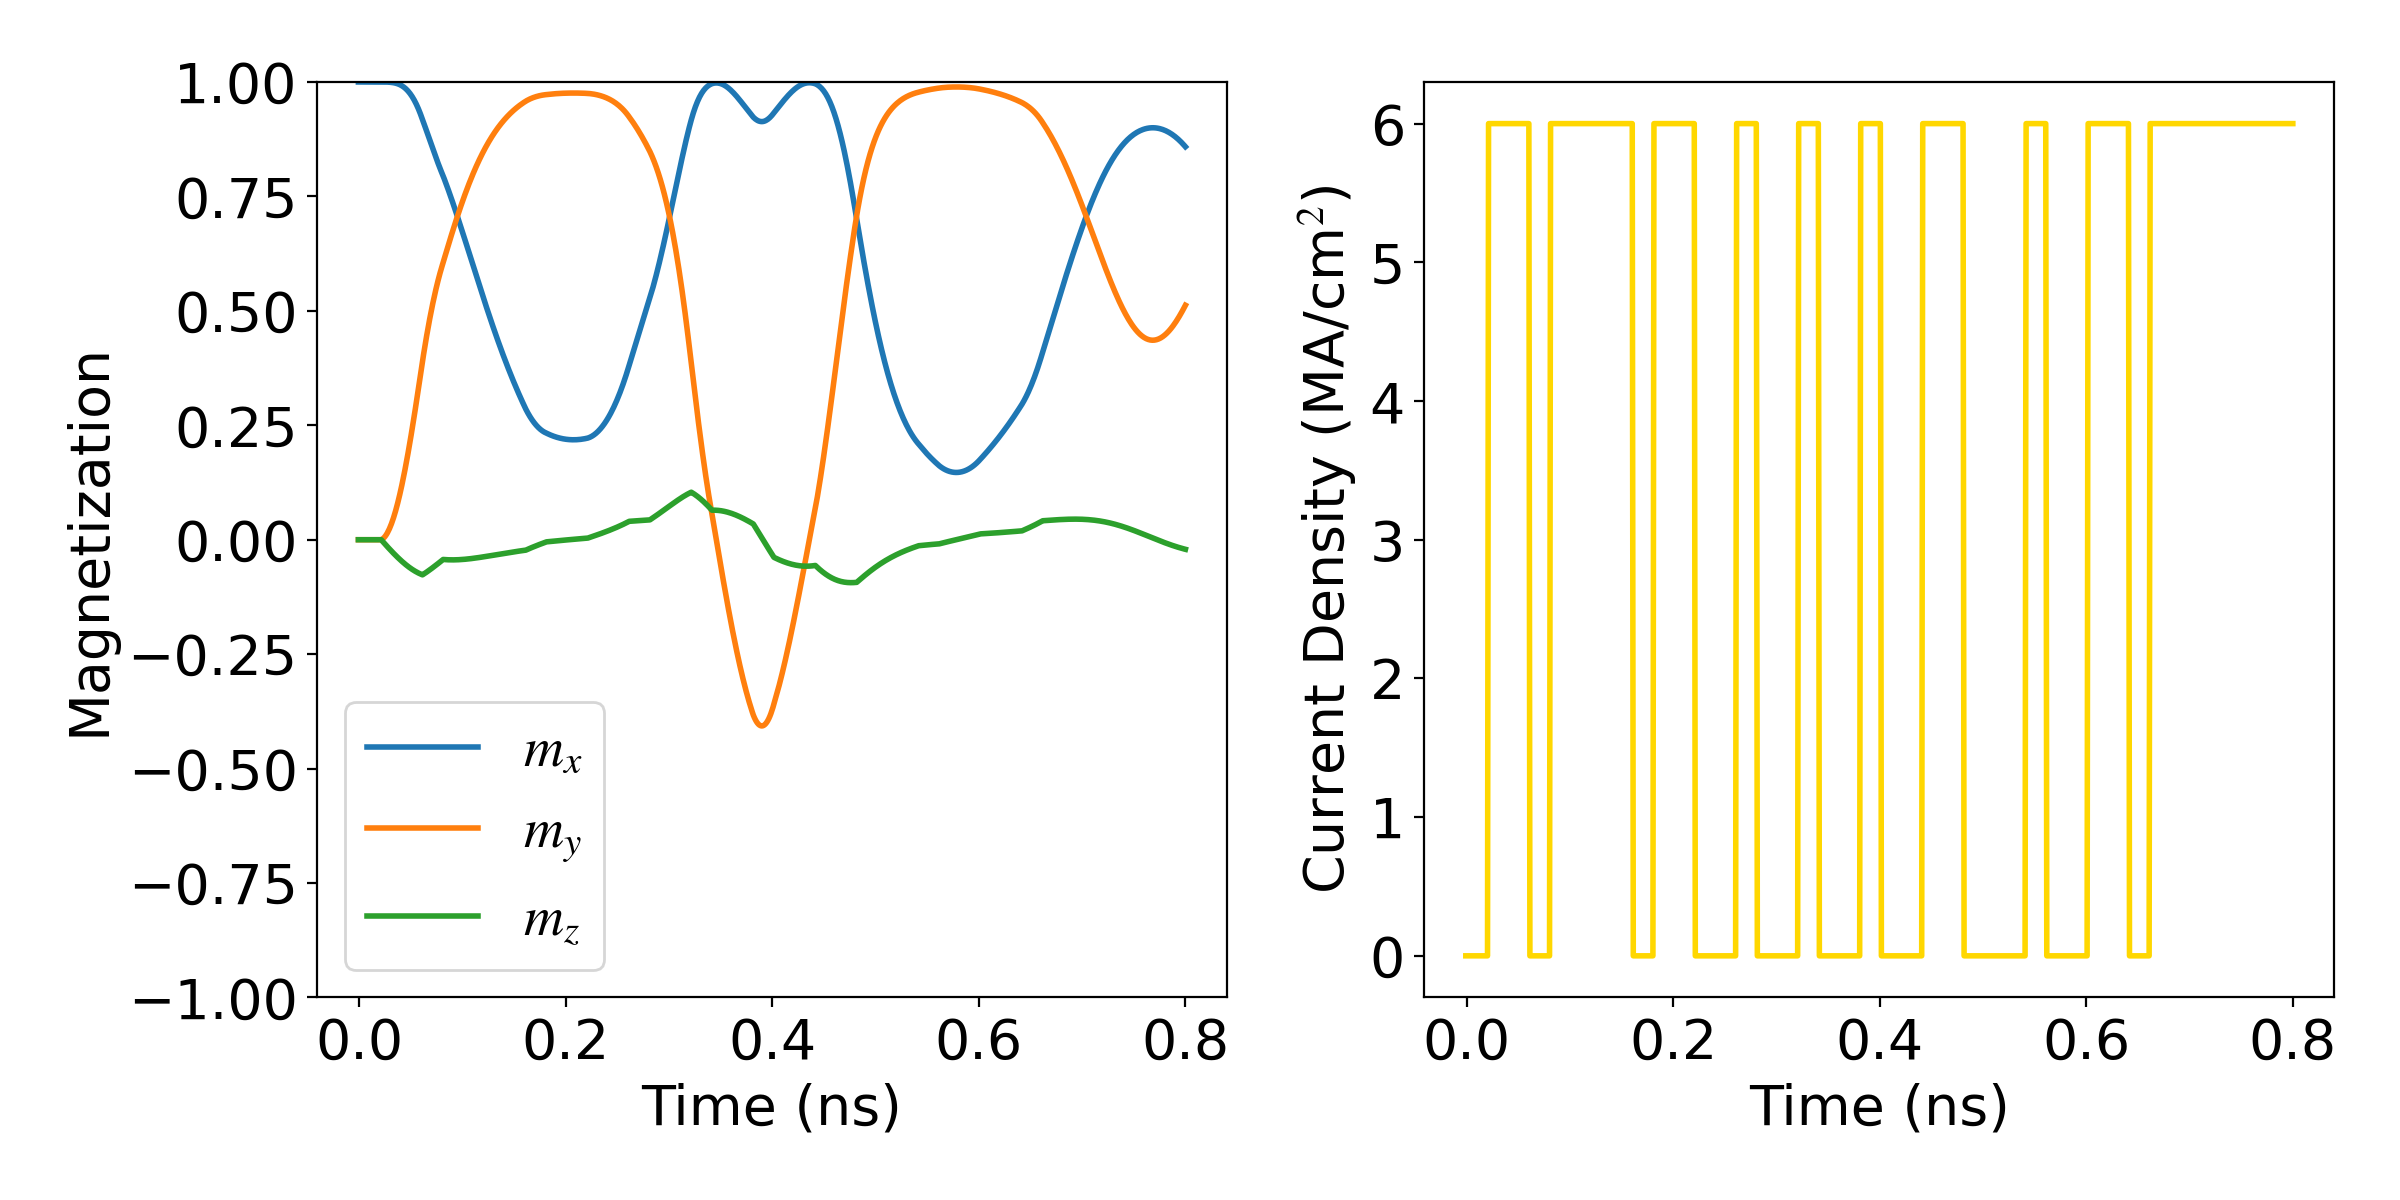 Magnetization
1.00
0.75
0.50
0.25
0.00
−0.25
−0.50
−0.75
−1.00
0.0 0.2 0.4 0.6 0.8
Time (ns)
m_x
m_y
m_z
Current Density (MA/cm²)
6
5
4
3
2
1
0
0.0 0.2 0.4 0.6 0.8
Time (ns)